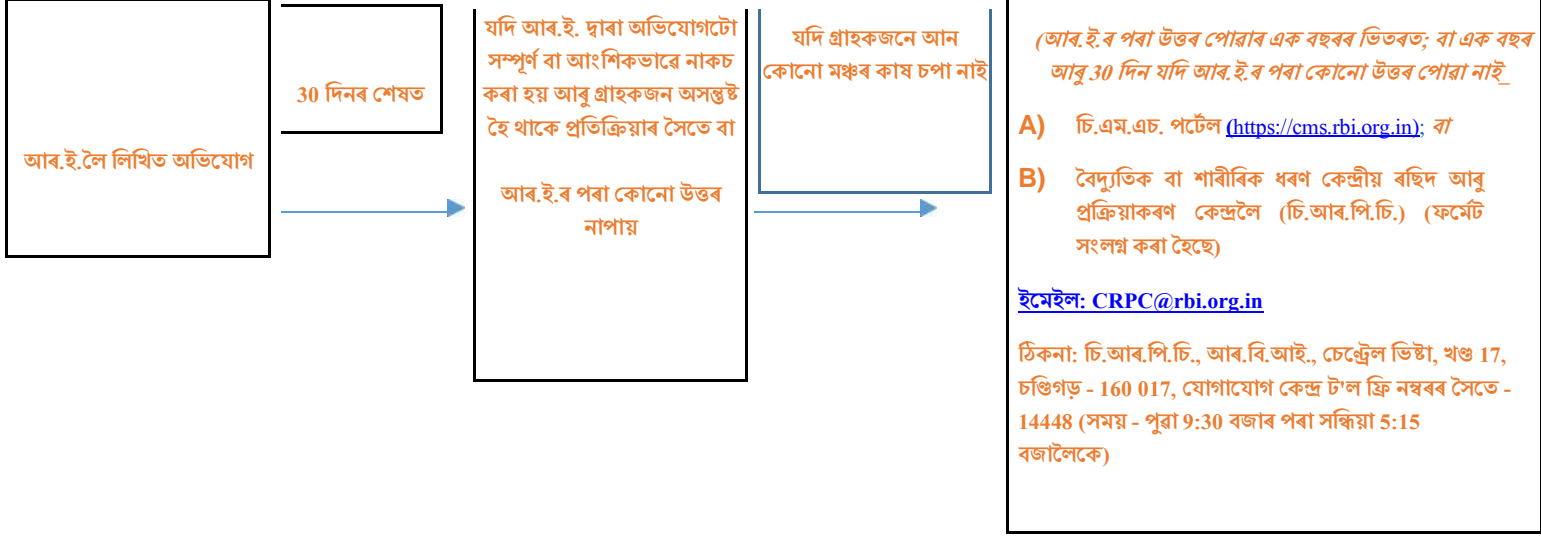 আৰ.ই.লৈ লিখিত অভিযোগ
30 দিনৰ শেষত
যদি আৰ.ই. দ্বাৰা অভিযোগটো
সম্পূৰ্ণ বা আংশিকভাৱে নাকচ
কৰা হয় আৰু গ্ৰাহকজন অসন্তুষ্ট
হৈ থাকে প্ৰতিক্ৰিয়াৰ সৈতে বা
আৰ.ই.ৰ পৰা কোনো উত্তৰ
নাপায়
যদি গ্ৰাহকজনে আন
কোনো মঞ্চৰ কাষ চপা নাই
(আৰ.ই.ৰ পৰা উত্তৰ পোৱাৰ এক বছৰৰ ভিতৰত; বা এক বছৰ
আৰু 30 দিন যদি আৰ.ই.ৰ পৰা কোনো উত্তৰ পোৱা নাই_
A) চি.এম.এচ. পৰ্টেল (https://cms.rbi.org.in); বা
B) বৈদ্যুতিক বা শাৰীৰিক ধৰণ কেন্দ্ৰীয় ৰছিদ আৰু
প্ৰক্ৰিয়াকৰণ কেন্দ্ৰলৈ (চি.আৰ.পি.চি.) (ফৰ্মেট
সংলগ্ন কৰা হৈছে)
ইমেইল: CRPC@rbi.org.in
ঠিকনা: চি.আৰ.পি.চি., আৰ.বি.আই., চেণ্ট্ৰেল ভিষ্টা, খণ্ড 17,
চণ্ডিগড় - 160 017, যোগাযোগ কেন্দ্ৰ ট'ল ফ্ৰি নম্বৰৰ সৈতে -
14448 (সময় - পুৱা 9:30 বজাৰ পৰা সন্ধিয়া 5:15
বজালৈকে)